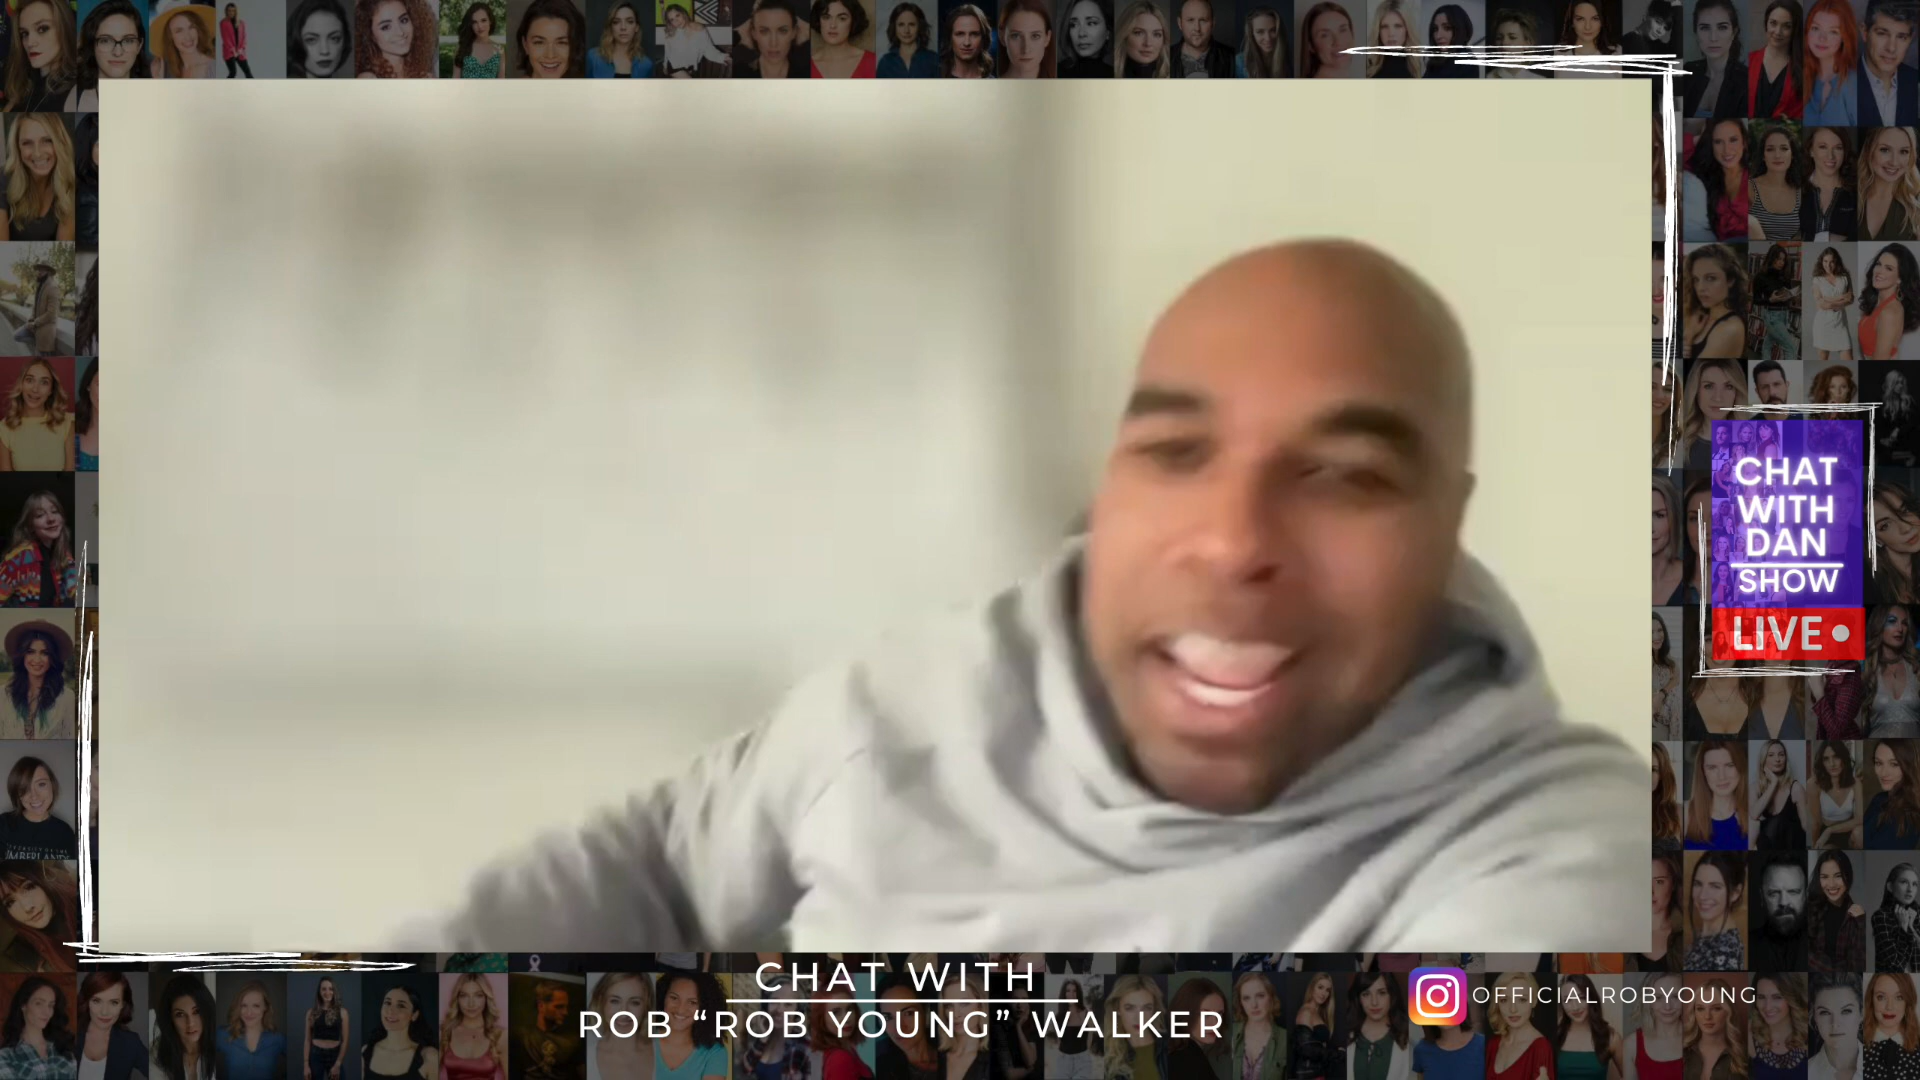 CHAT
WITH
DAN
SHOW
LIVE
CHAT WITH
ROB “ROB YOUNG” WALKER
OFFICIALROBYOUNG